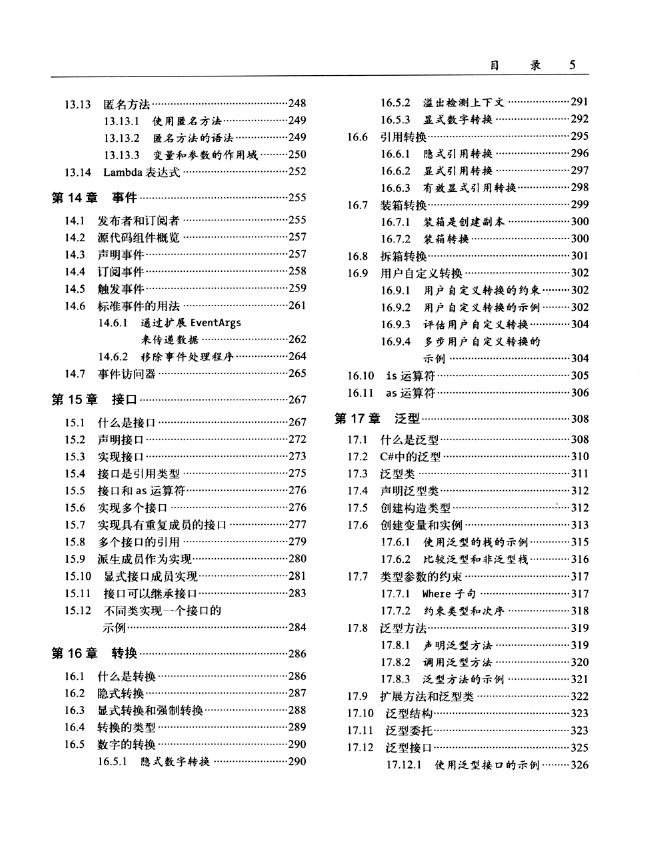 目 录 5
13.13 匿名方法 248
13.13.1 使用匿名方法 249
13.13.2 匿名方法的语法 249
13.13.3 变量和参数的作用域 250
13.14 Lambda 表达式 252
第 14 章 事件 255
14.1 发布者和订阅者 255
14.2 源代码组件概览 257
14.3 声明事件 257
14.4 订阅事件 258
14.5 触发事件 259
14.6 标准事件的用法 261
14.6.1 通过扩展 EventArgs
来传递数据 262
14.6.2 移除事件处理程序 264
14.7 事件访问器 265
第 15 章 接口 267
15.1 什么是接口 267
15.2 声明接口 272
15.3 实现接口 273
15.4 接口是引用类型 275
15.5 接口和 as 运算符 276
15.6 实现多个接口 276
15.7 实现具有重复成员的接口 277
15.8 多个接口的引用 279
15.9 派生成员作为实现 280
15.10 显式接口成员实现 281
15.11 接口可以继承接口 283
15.12 不同类实现一个接口的
示例 284
第 16 章 转换 286
16.1 什么是转换 286
16.2 隐式转换 287
16.3 显式转换和强制转换 288
16.4 转换的类型 289
16.5 数字的转换 290
16.5.1 隐式数字转换 290
16.5.2 溢出检测上下文 291
16.5.3 显式数字转换 292
16.6 引用转换 295
16.6.1 隐式引用转换 296
16.6.2 显式引用转换 297
16.6.3 有效显式引用转换 298
16.7 装箱转换 299
16.7.1 装箱是创建副本 300
16.7.2 装箱转换 300
16.8 拆箱转换 301
16.9 用户自定义转换 302
16.9.1 用户自定义转换的约束 302
16.9.2 用户自定义转换的示例 302
16.9.3 评估用户自定义转换 304
16.9.4 多步用户自定义转换的
示例 304
16.10 is 运算符 305
16.11 as 运算符 306
第 17 章 泛型 308
17.1 什么是泛型 308
17.2 C#中的泛型 310
17.3 泛型类 311
17.4 声明泛型类 312
17.5 创建构造类型 312
17.6 创建变量和实例 313
17.6.1 使用泛型的栈的示例 315
17.6.2 比较泛型和非泛型栈 316
17.7 类型参数的约束 317
17.7.1 Where 子句 317
17.7.2 约束类型和次序 318
17.8 泛型方法 319
17.8.1 声明泛型方法 319
17.8.2 调用泛型方法 320
17.8.3 泛型方法的示例 321
17.9 扩展方法和泛型类 322
17.10 泛型结构 323
17.11 泛型委托 323
17.12 泛型接口 325
17.12.1 使用泛型接口的示例 326